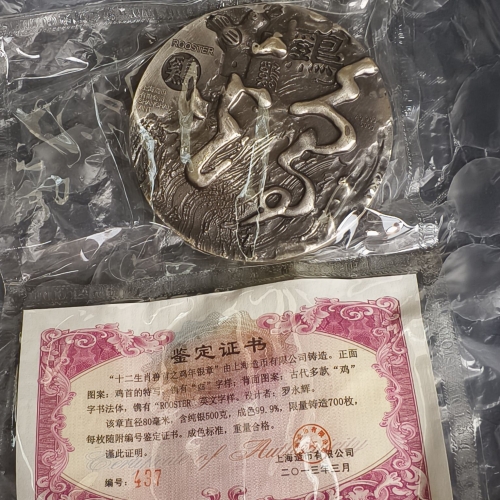 ROOSTER
鸡
鉴定证书
“十二生肖
之鸡年银章”由上海造币有限公司铸造。正面
图案：鸡首的特写
字样；背面图案：古代多款“鸡”
字书法体，镌有“ROOSTER”英文字样。设计者：罗永辉。
该章直径80毫米，含纯银500克，成色99.9%，限量铸造700枚，
每枚随附编号鉴定证书。成色标准，重量合格。
谨此证明。
编号：437
上海造币有限公司
二〇一三年三月